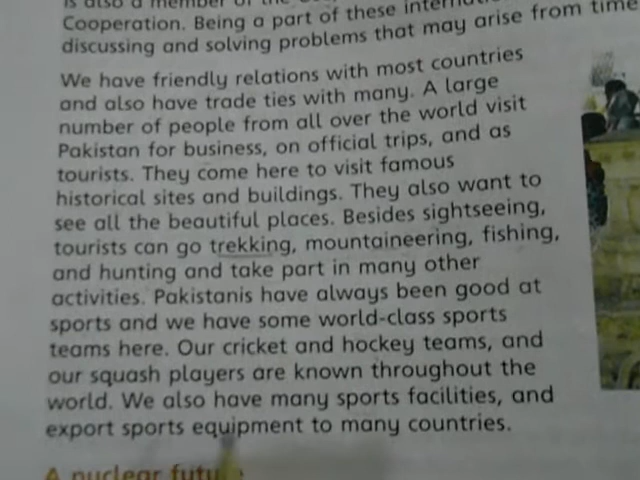 is also a member of the
Cooperation. Being a part of these
discussing and solving problems that may arise from time
We have friendly relations with most countries
and also have trade ties with many. A large
number of people from all over the world visit
Pakistan for business, on official trips, and as
tourists. They come here to visit famous
historical sites and buildings. They also want to
see all the beautiful places. Besides sightseeing,
tourists can go trekking, mountaineering, fishing,
and hunting and take part in many other
activities. Pakistanis have always been good at
sports and we have some world-class sports
teams here. Our cricket and hockey teams, and
our squash players are known throughout the
world. We also have many sports facilities, and
export sports equipment to many countries.
A nuclear